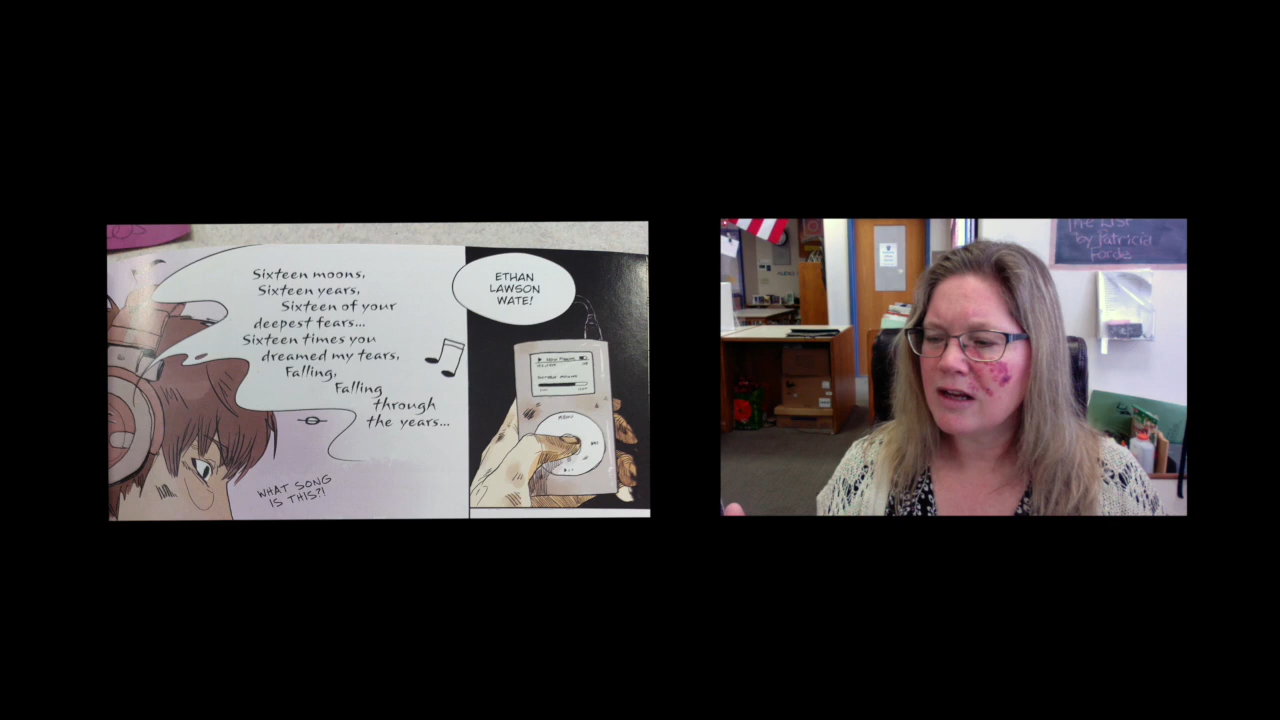 Sixteen moons,
Sixteen years,
Sixteen of your
deepest fears...
Sixteen times you
dreamed my tears,
Falling,
Falling
through
the years...
WHAT SONG
IS THIS?!
ETHAN
LAWSON
WATE!
MENU
The List
by Patricia
Forde